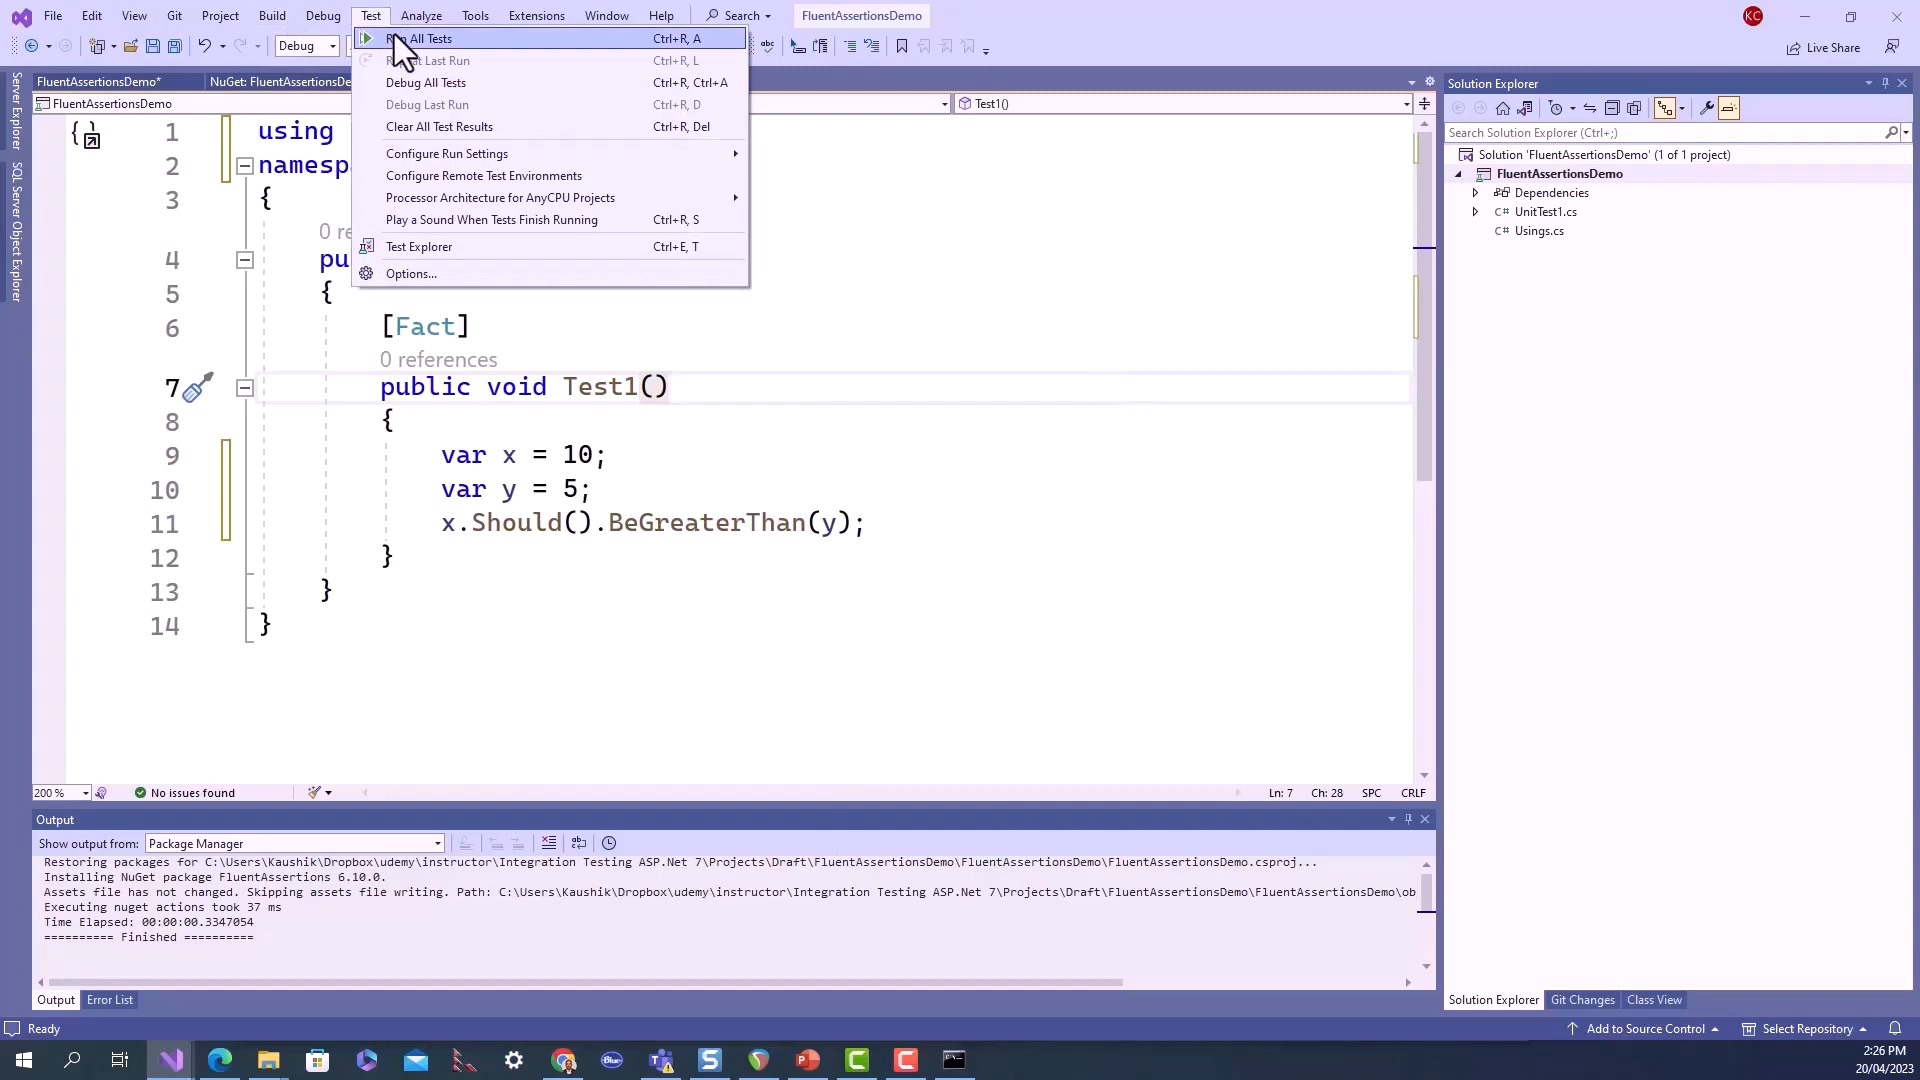 File Edit View Git Project Build Debug Test Analyze Tools Extensions Window Help Search FluentAssertionsDemo KC
Debug
Live Share
Run All Tests Ctrl+R, A
Repeat Last Run Ctrl+R, L
Debug All Tests Ctrl+R, Ctrl+A
Debug Last Run Ctrl+R, D
Clear All Test Results Ctrl+R, Del
Configure Run Settings
Configure Remote Test Environments
Processor Architecture for AnyCPU Projects
Play a Sound When Tests Finish Running Ctrl+R, S
Test Explorer Ctrl+E, T
Options...
Server Explorer
SQL Server Object Explorer
FluentAssertionsDemo* NuGet: FluentAssertionsDe
FluentAssertionsDemo Test1()
1 using
2 namesp
3 {
0 re
4 pu
5 {
6 [Fact]
0 references
7 public void Test1()
8 {
9 var x = 10;
10 var y = 5;
11 x.Should().BeGreaterThan(y);
12 }
13 }
14 }
200 % No issues found Ln: 7 Ch: 28 SPC CRLF
Output
Show output from: Package Manager
Restoring packages for C:\Users\Kaushik\Dropbox\udemy\instructor\Integration Testing ASP.Net 7\Projects\Draft\FluentAssertionsDemo\FluentAssertionsDemo\FluentAssertionsDemo.csproj...
Installing NuGet package FluentAssertions 6.10.0.
Assets file has not changed. Skipping assets file writing. Path: C:\Users\Kaushik\Dropbox\udemy\instructor\Integration Testing ASP.Net 7\Projects\Draft\FluentAssertionsDemo\FluentAssertionsDemo\ob
Executing nuget actions took 37 ms
Time Elapsed: 00:00:00.3347054
========== Finished ==========
Output Error List
Solution Explorer
Search Solution Explorer (Ctrl+;)
Solution 'FluentAssertionsDemo' (1 of 1 project)
FluentAssertionsDemo
Dependencies
C# UnitTest1.cs
C# Usings.cs
Solution Explorer Git Changes Class View
Ready Add to Source Control Select Repository
2:26 PM
20/04/2023